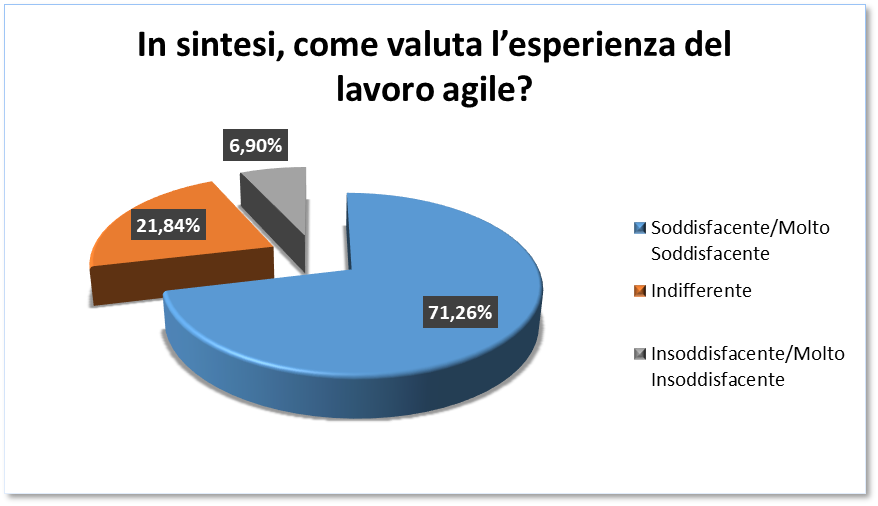 In sintesi, come valuta l’esperienza del
lavoro agile?
6,90%
21,84%
71,26%
Soddisfacente/Molto
Soddisfacente
Indifferente
Insoddisfacente/Molto
Insoddisfacente